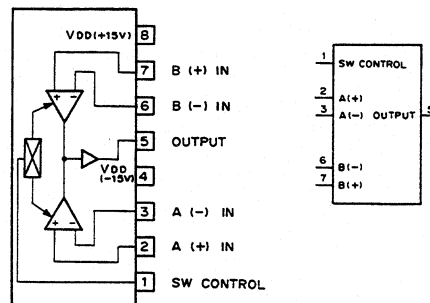 VDD(+15V) 8
+ - 7 B (+) IN
6 B (-) IN
5 OUTPUT
VDD
(-15V) 4
3 A (-) IN
+ - 2 A (+) IN
1 SW CONTROL
1 SW CONTROL
2 A(+)
3 A(-) OUTPUT
6 B(-)
7 B(+)